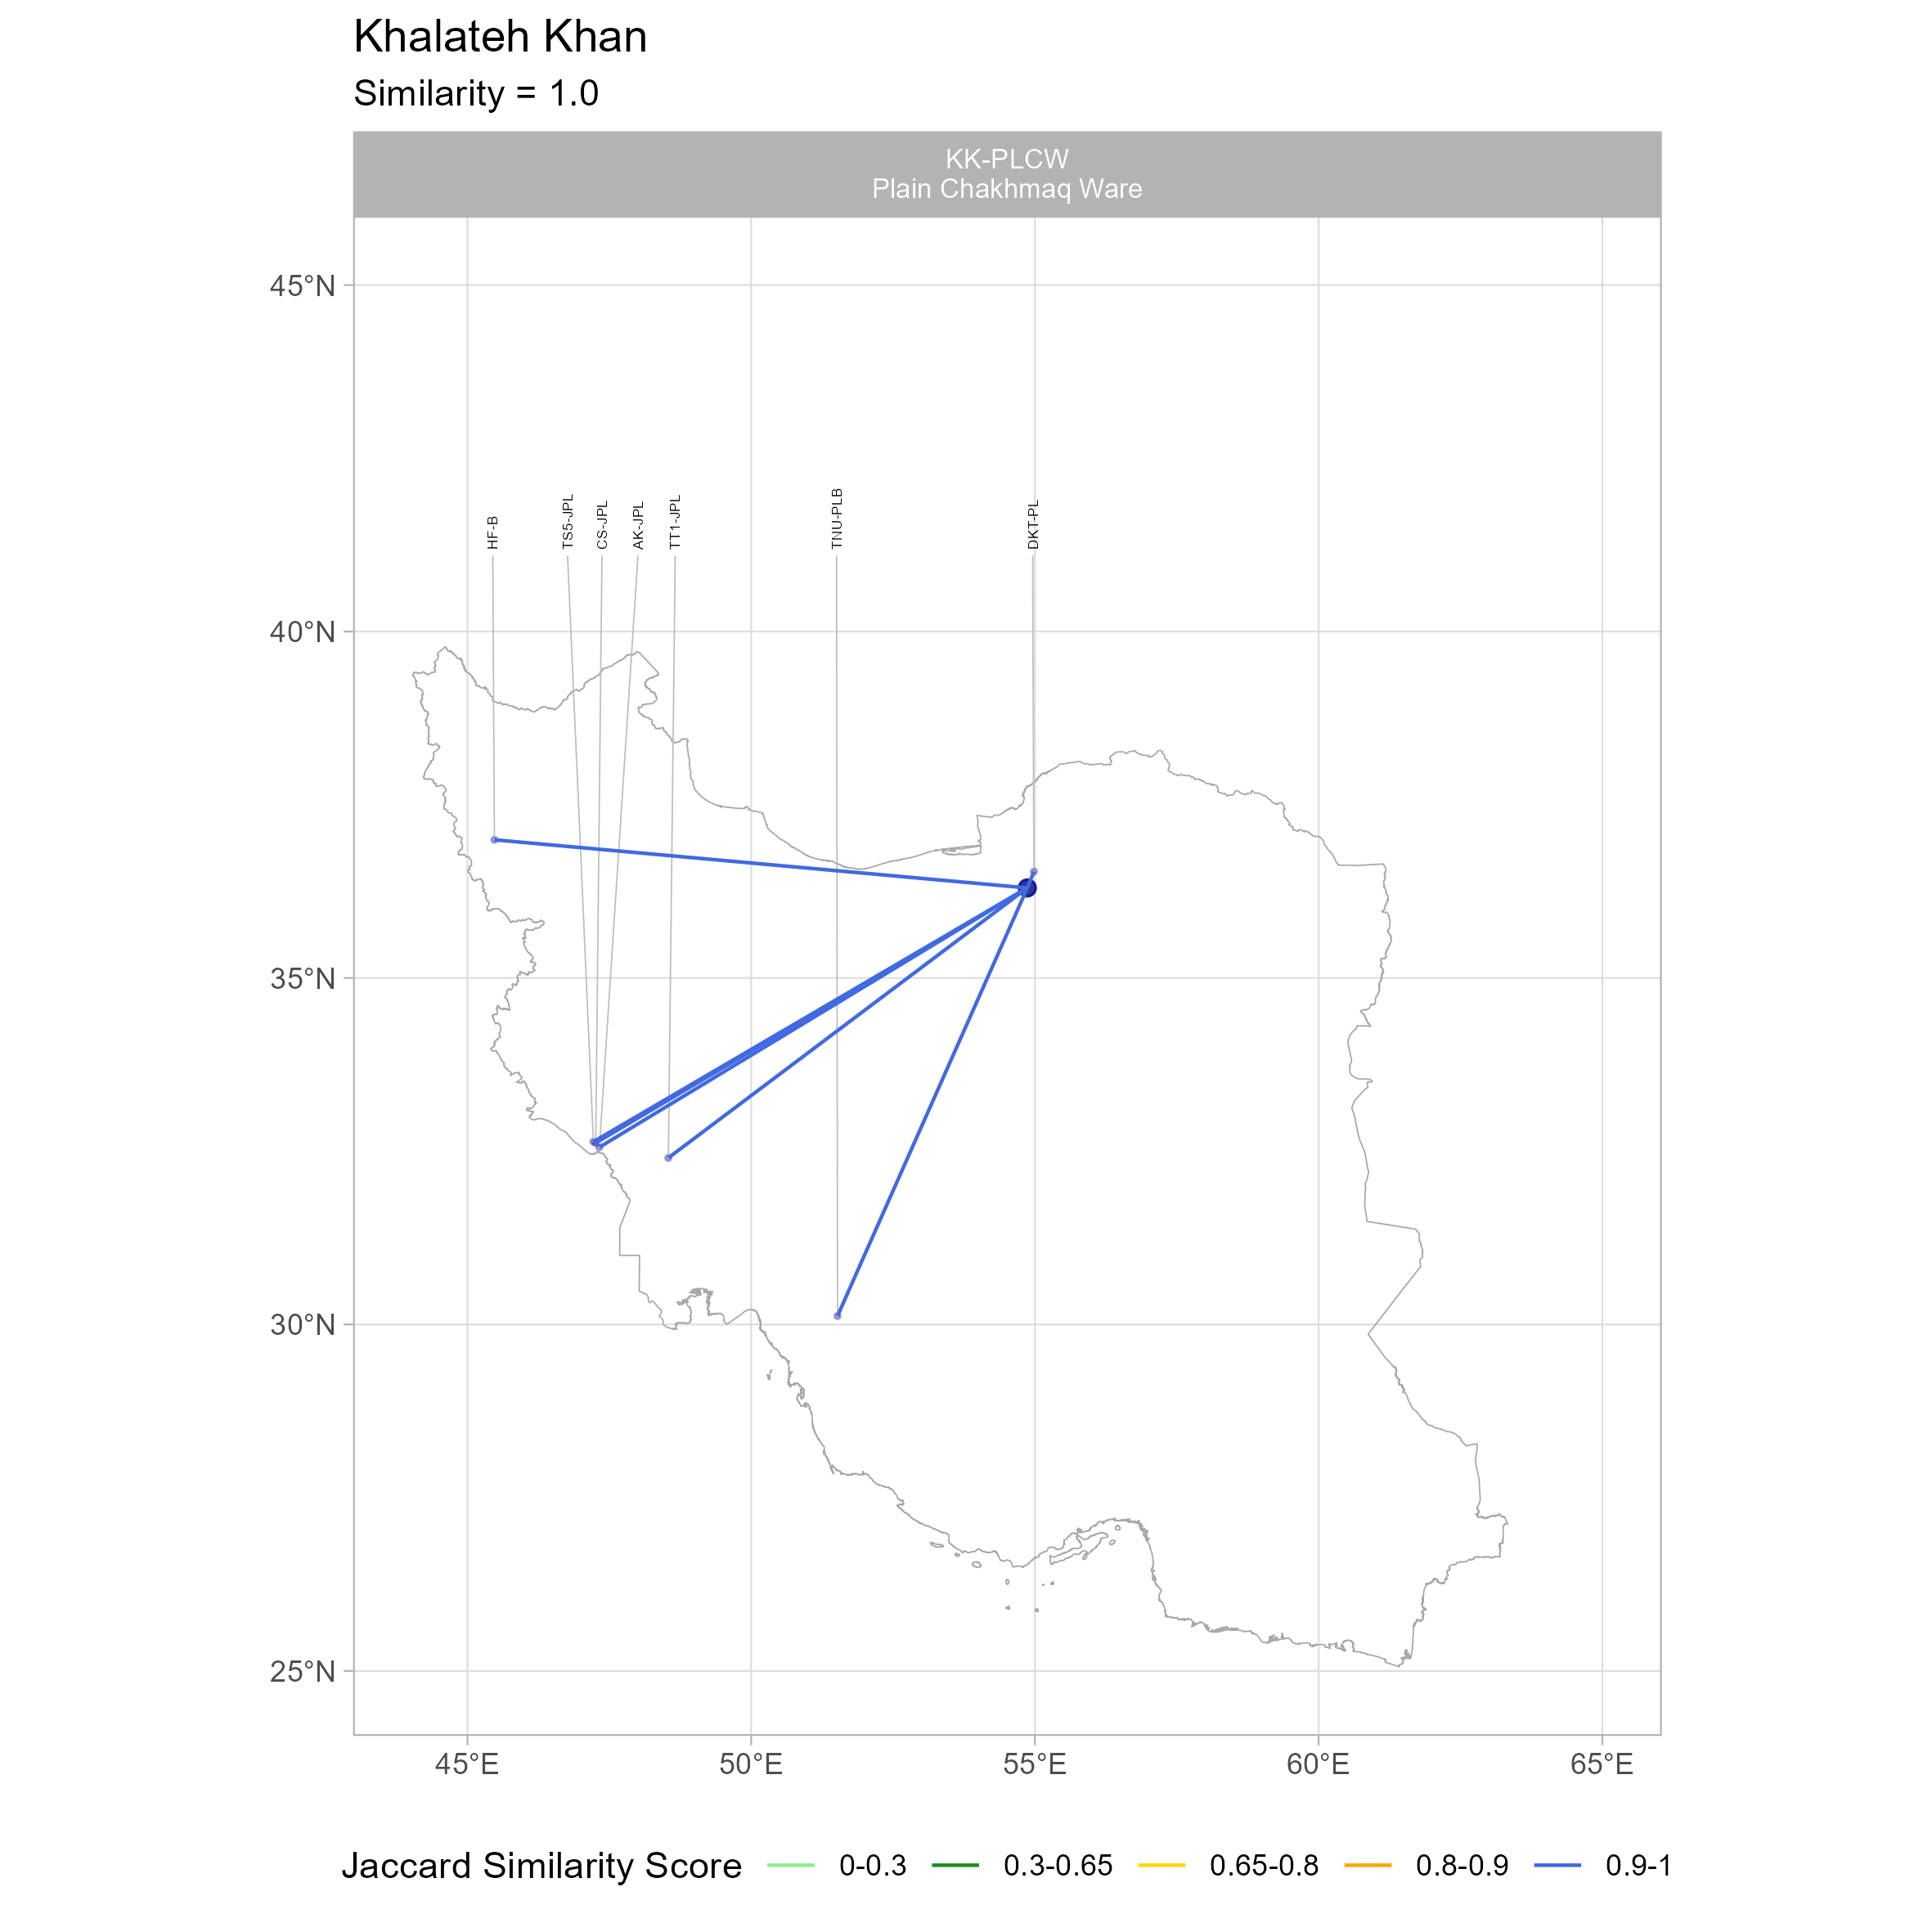 Khalateh Khan
Similarity = 1.0
KK-PLCW
Plain Chakhmaq Ware
45°N
40°N
35°N
30°N
25°N
HF-B
TS5-JPL
CS-JPL
AK-JPL
TT1-JPL
TNU-PLB
DKT-PL
45°E 50°E 55°E 60°E 65°E
Jaccard Similarity Score 0-0.3 0.3-0.65 0.65-0.8 0.8-0.9 0.9-1